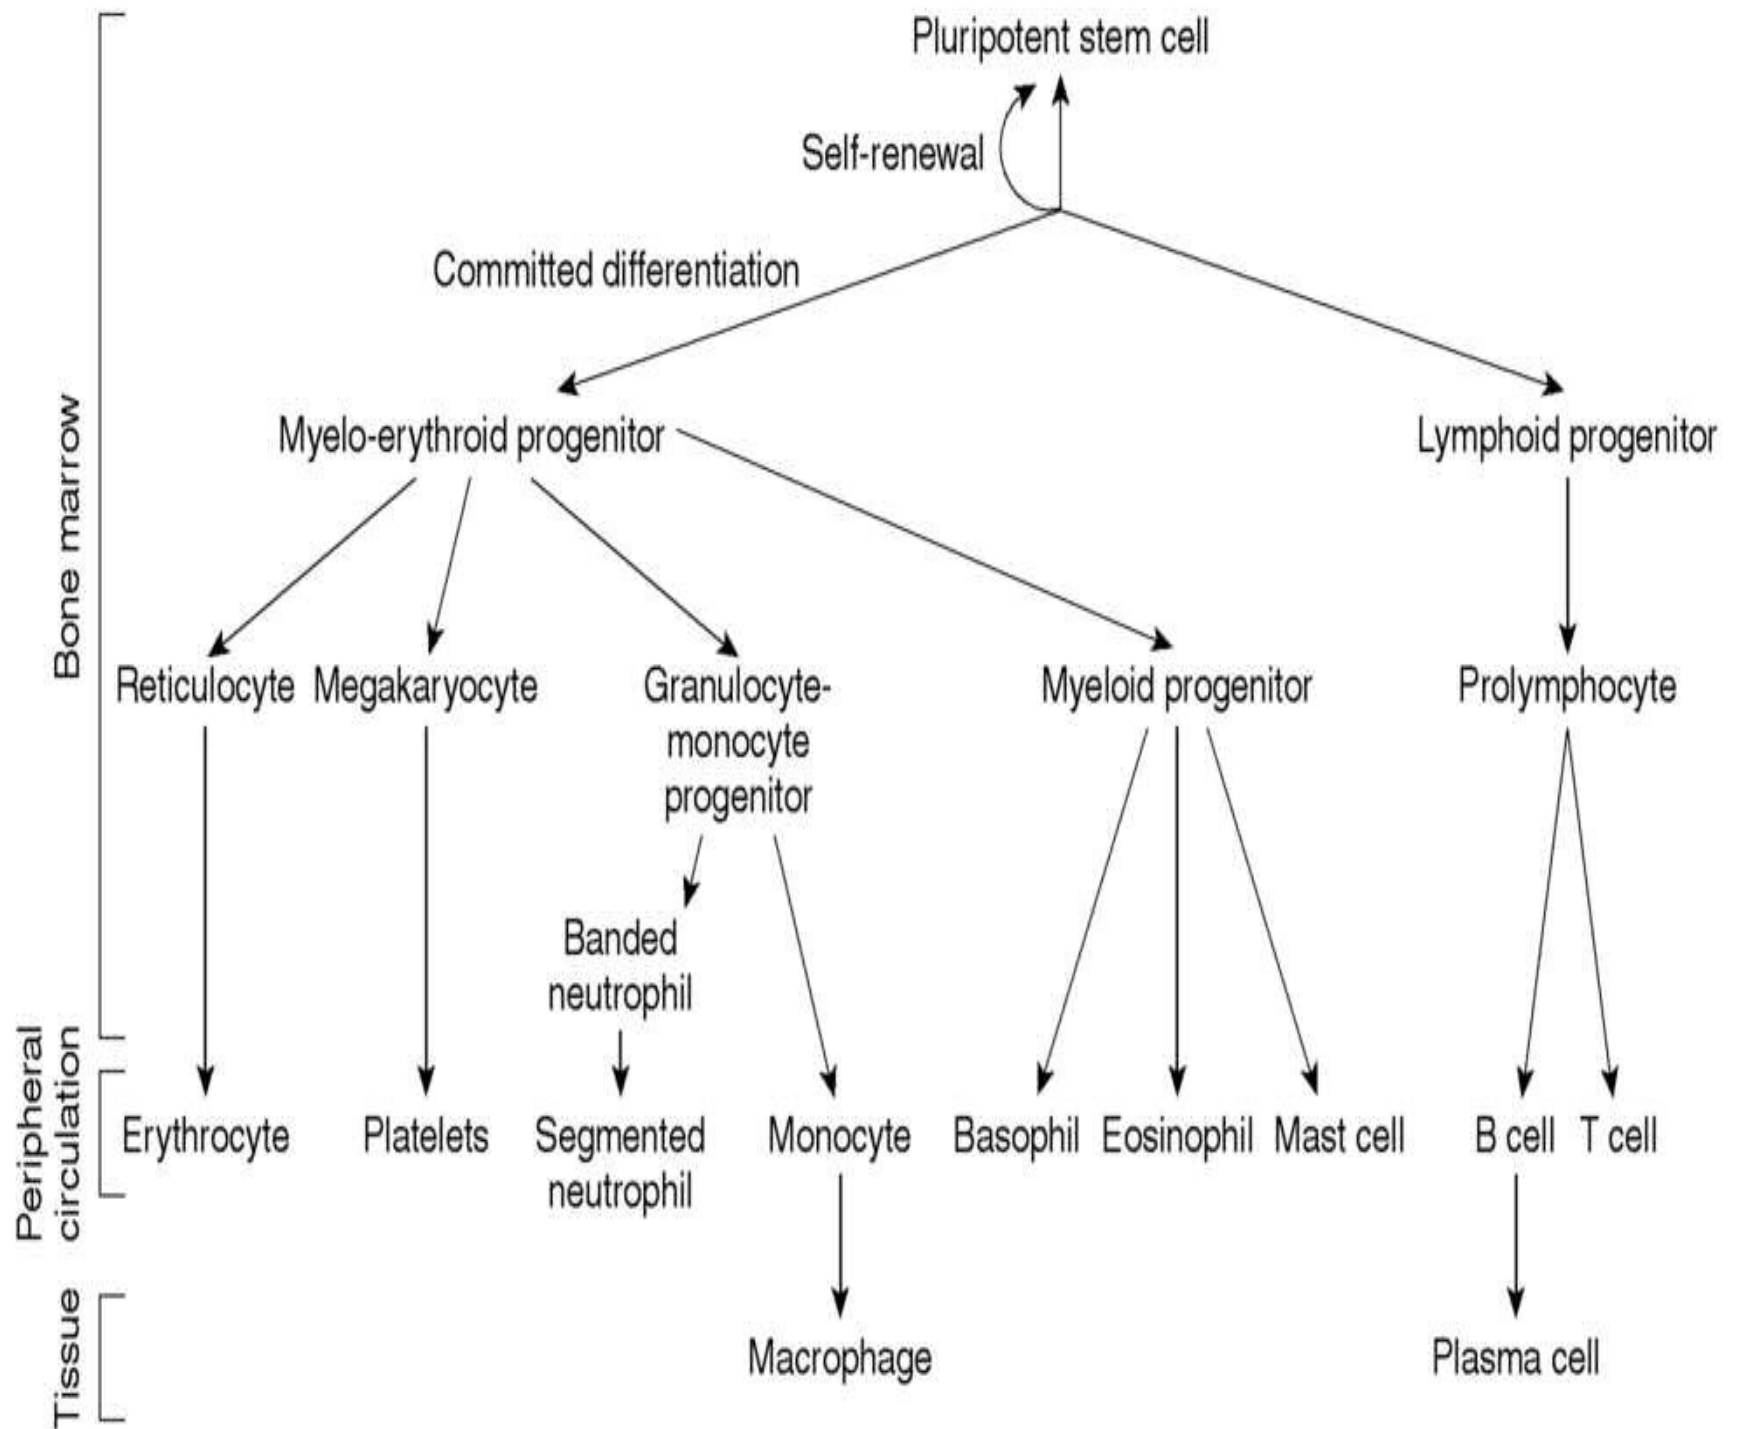 Pluripotent stem cell
Self-renewal
Committed differentiation
Myelo-erythroid progenitor
Lymphoid progenitor
Bone marrow
Reticulocyte
Megakaryocyte
Granulocyte-
monocyte
progenitor
Myeloid progenitor
Prolymphocyte
Banded
neutrophil
Peripheral
circulation
Erythrocyte
Platelets
Segmented
neutrophil
Monocyte
Basophil
Eosinophil
Mast cell
B cell
T cell
Tissue
Macrophage
Plasma cell